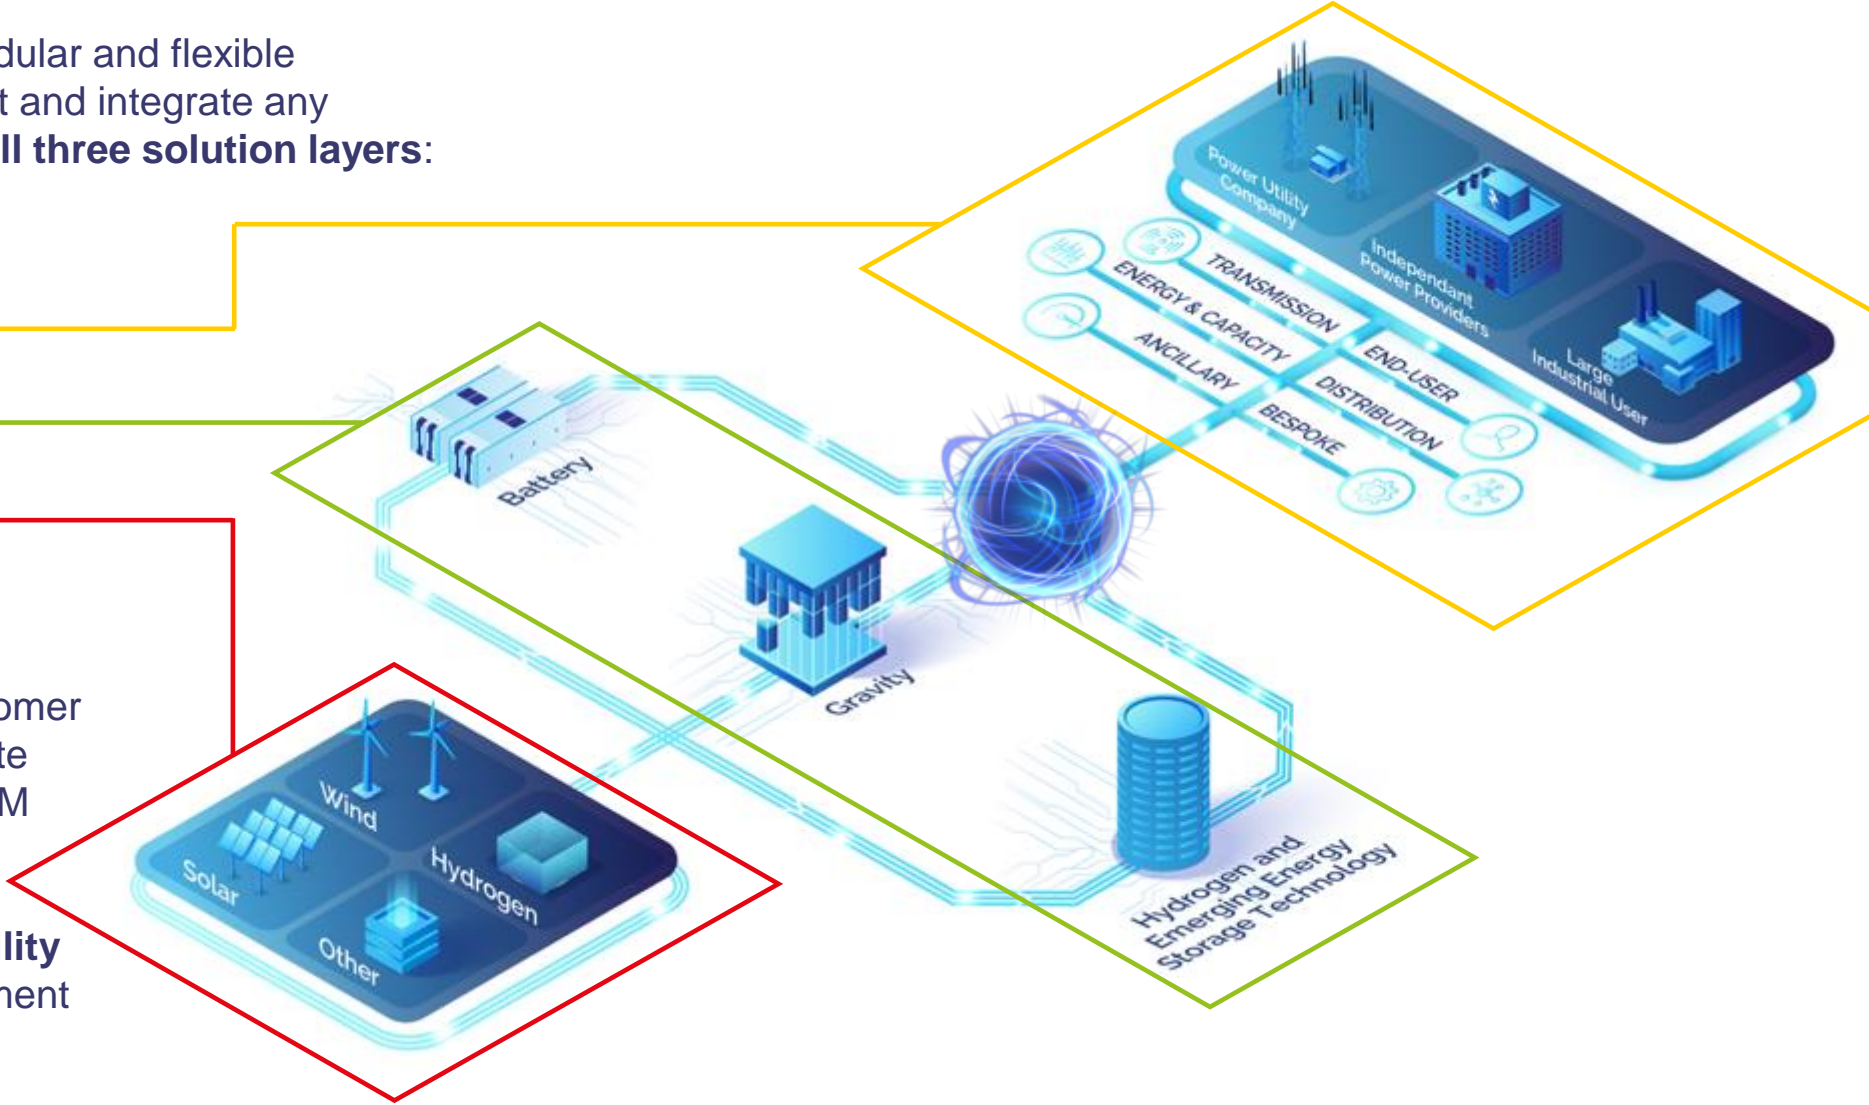 dular and flexible
t and integrate any
ll three solution layers:
Power Utility
Company
Independant
Power Providers
Large
Industrial User
TRANSMISSION
ENERGY & CAPACITY
ANCILLARY
END-USER
DISTRIBUTION
BESPOKE
Battery
Gravity
Hydrogen and
Emerging Energy
Storage Technology
omer
te
M
lity
ment
Wind
Solar
Hydrogen
Other